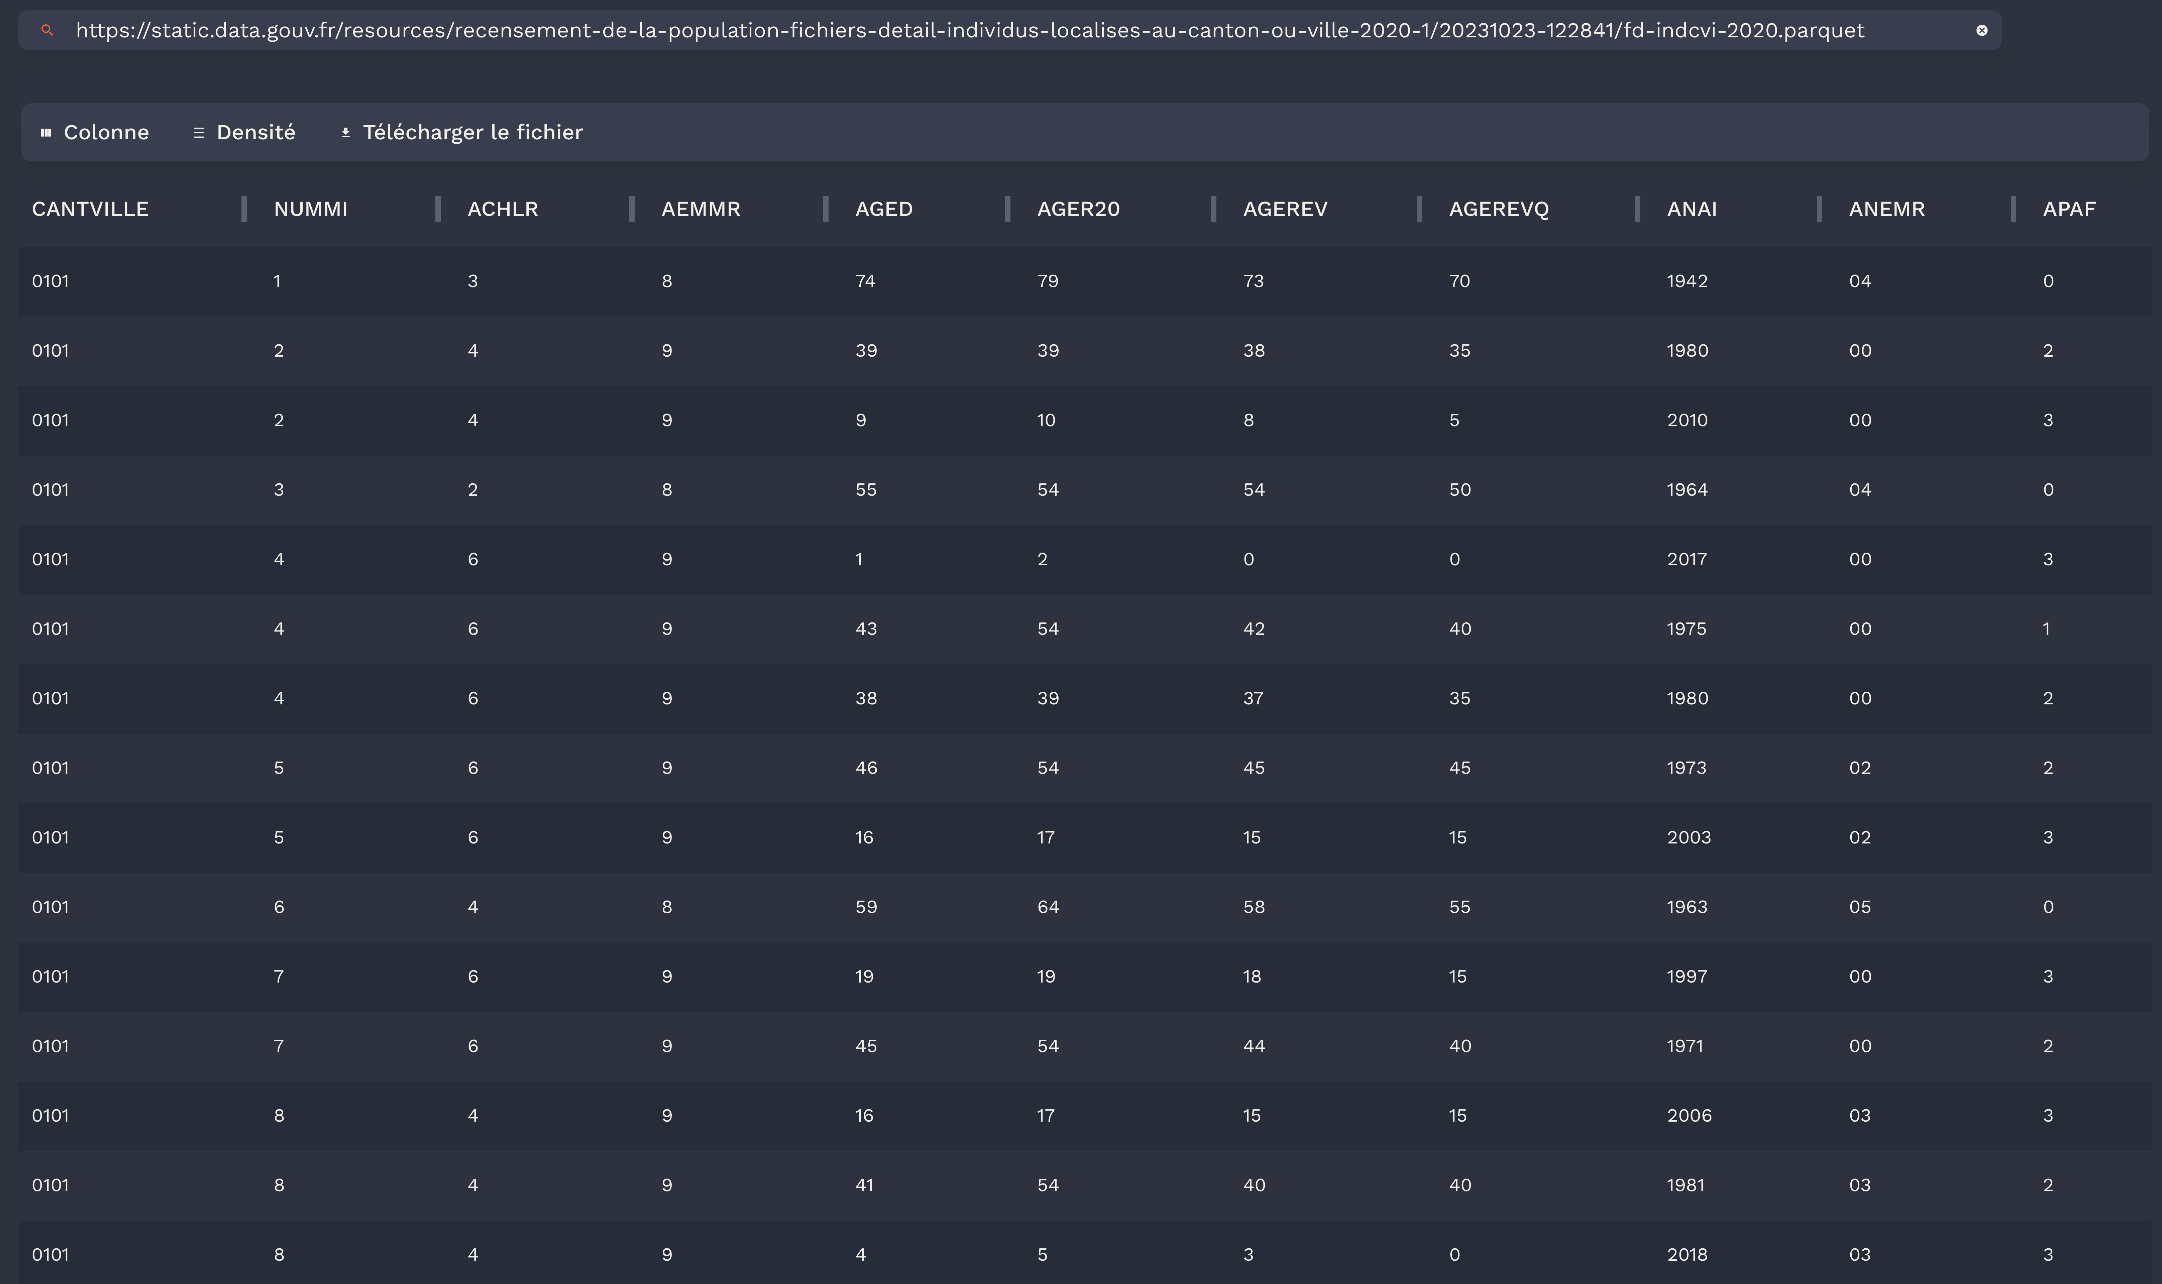 https://static.data.gouv.fr/resources/recensement-de-la-population-fichiers-detail-individus-localises-au-canton-ou-ville-2020-1/20231023-122841/fd-indcvi-2020.parquet
Colonne Densité Télécharger le fichier
CANTVILLE NUMMI ACHLR AEMMR AGED AGER20 AGEREV AGEREVQ ANAI ANEMR APAF
0101 1 3 8 74 79 73 70 1942 04 0
0101 2 4 9 39 39 38 35 1980 00 2
0101 2 4 9 9 10 8 5 2010 00 3
0101 3 2 8 55 54 54 50 1964 04 0
0101 4 6 9 1 2 0 0 2017 00 3
0101 4 6 9 43 54 42 40 1975 00 1
0101 4 6 9 38 39 37 35 1980 00 2
0101 5 6 9 46 54 45 45 1973 02 2
0101 5 6 9 16 17 15 15 2003 02 3
0101 6 4 8 59 64 58 55 1963 05 0
0101 7 6 9 19 19 18 15 1997 00 3
0101 7 6 9 45 54 44 40 1971 00 2
0101 8 4 9 16 17 15 15 2006 03 3
0101 8 4 9 41 54 40 40 1981 03 2
0101 8 4 9 4 5 3 0 2018 03 3